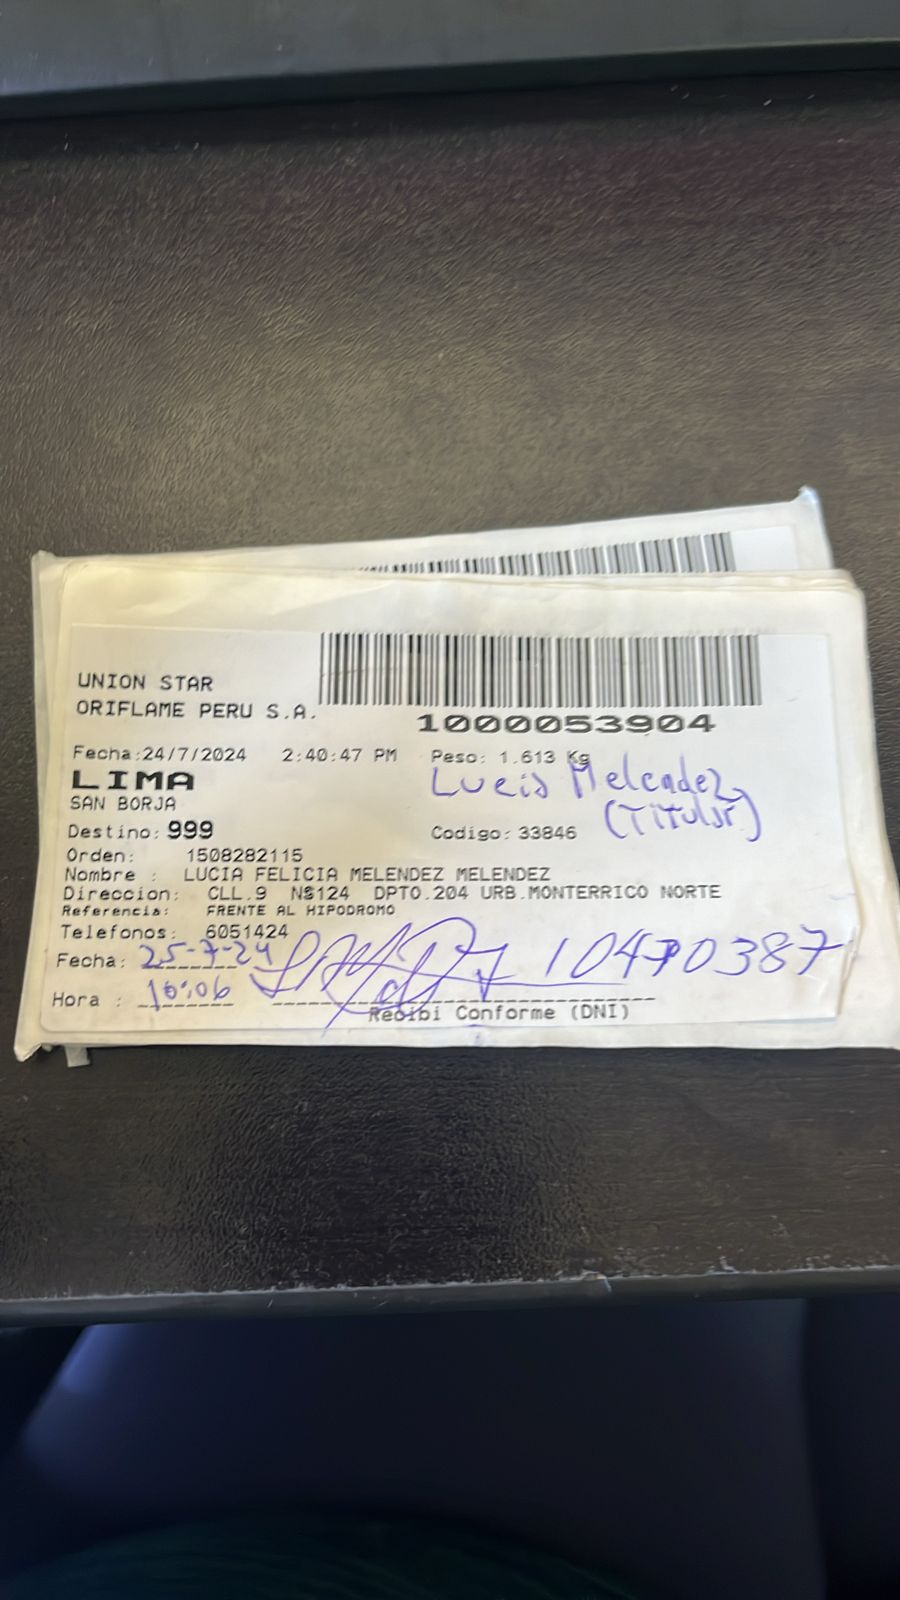 UNION STAR
ORIFLAME PERU S.A.
1000053904
Fecha:24/7/2024 2:40:47 PM Peso: 1.613 Kg
LIMA
Lucia Melendez
SAN BORJA
(Titular)
Destino: 999 Codigo: 33846
Orden: 1508282115
Nombre : LUCIA FELICIA MELENDEZ MELENDEZ
Direccion: CLL.9 Nº124 DPTO.204 URB.MONTERRICO NORTE
Referencia: FRENTE AL HIPODROMO
Telefonos: 6051424
Fecha: 25-7-24 10470387
Hora : 16:06
Recibi Conforme (DNI)